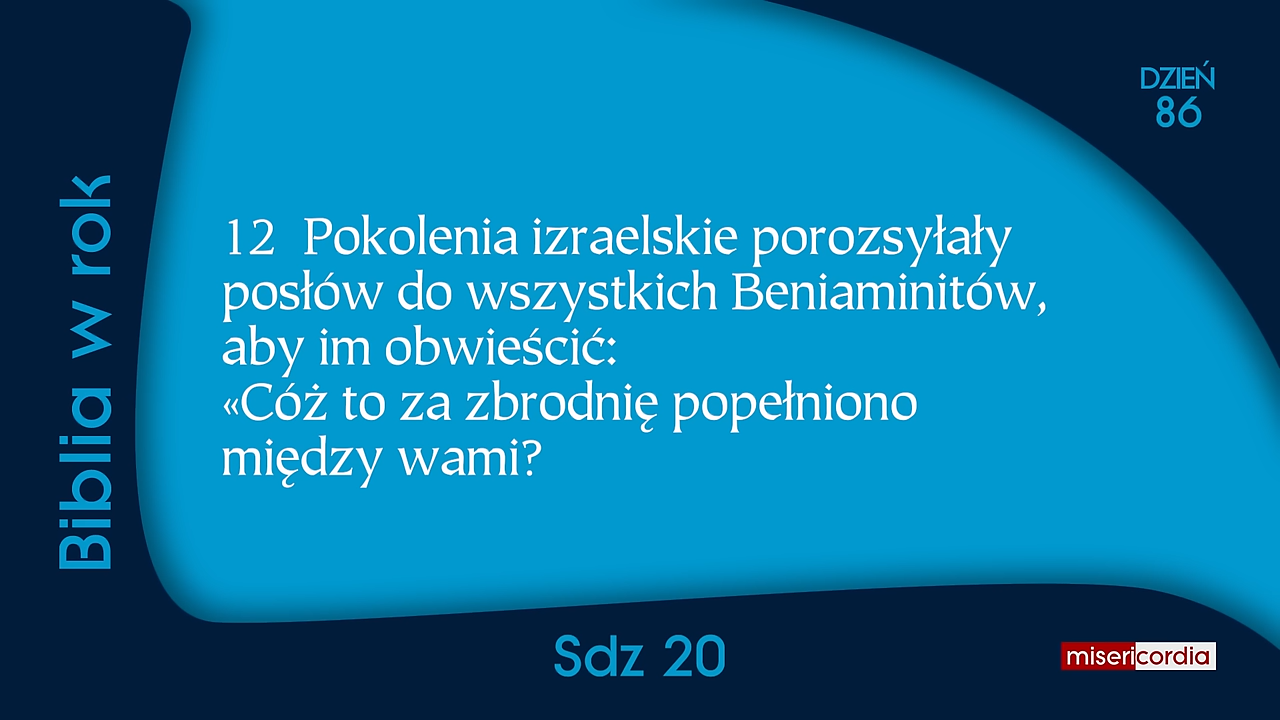 DZIEŃ
86
Biblia w rok
12 Pokolenia izraelskie porozsyłały
posłów do wszystkich Beniaminitów,
aby im obwieścić:
«Cóż to za zbrodnię popełniono
między wami?
Sdz 20
misericordia